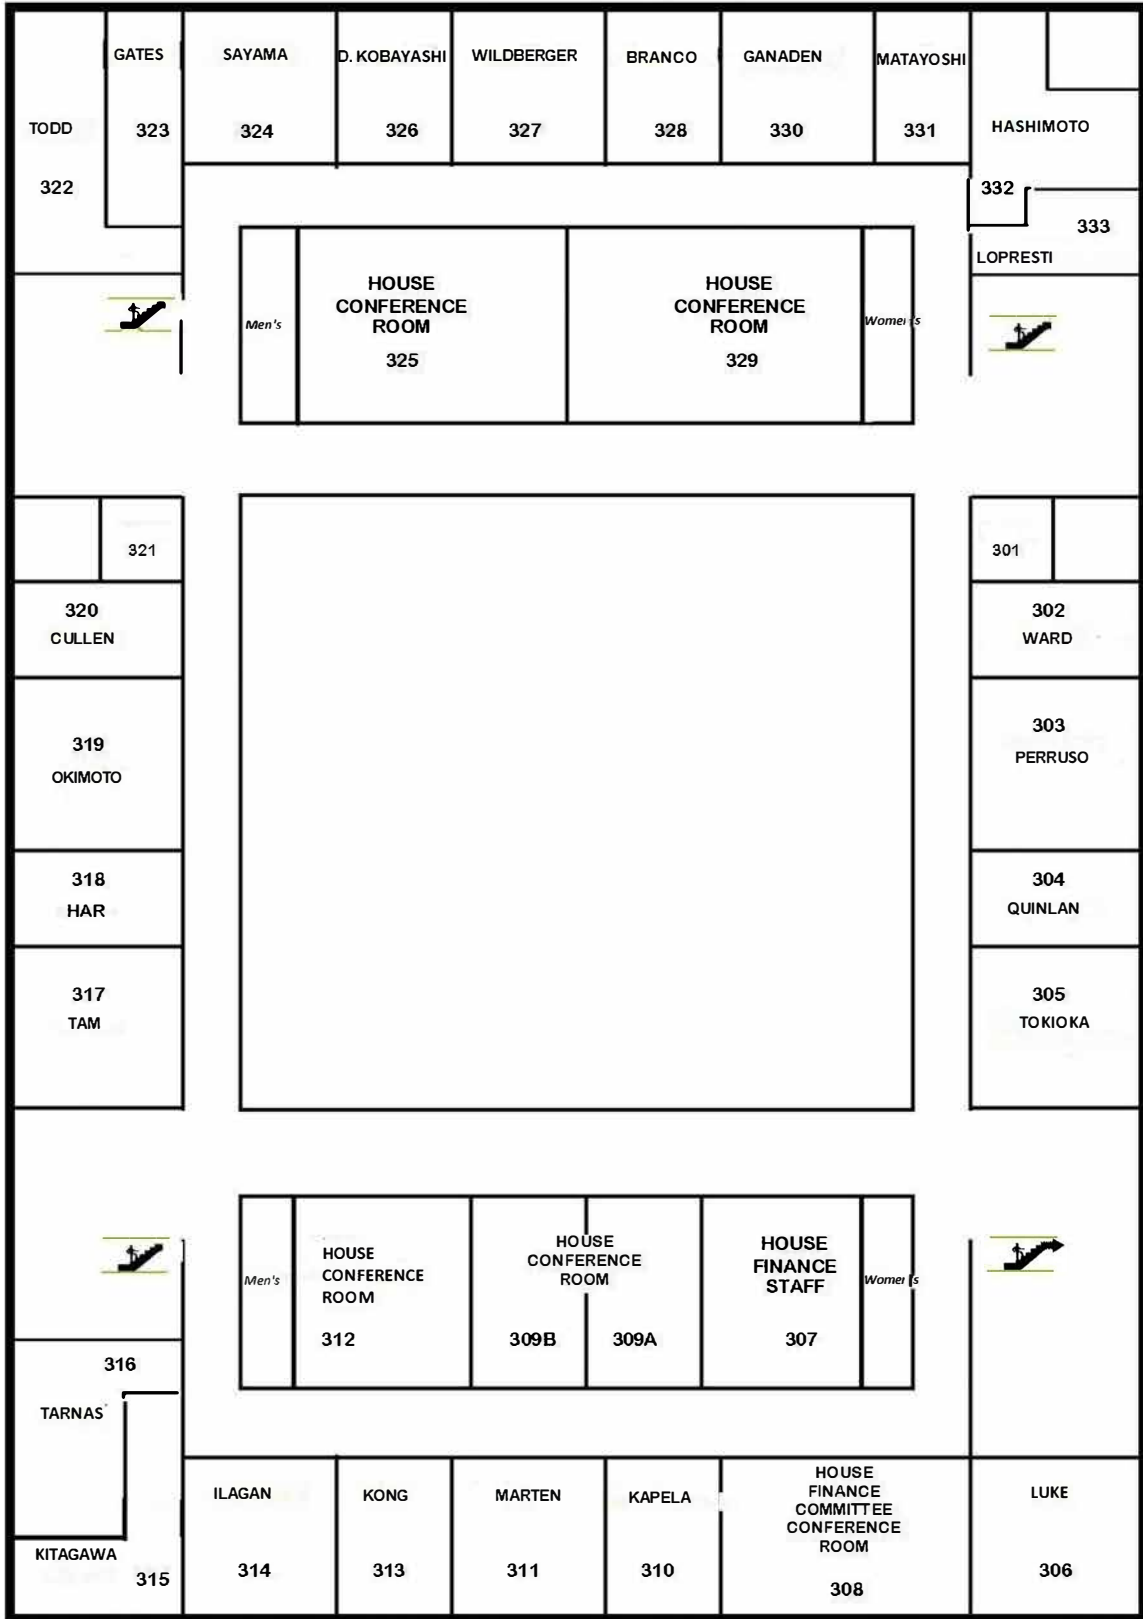 GATES
SAYAMA
D. KOBAYASHI
WILDBERGER
BRANCO
GANADEN
MATAYOSHI
TODD
323
324
326
327
328
330
331
HASHIMOTO
322
332
333
LOPRESTI
HOUSE
CONFERENCE
ROOM
325
HOUSE
CONFERENCE
ROOM
329
Men's
Women's
321
301
320
CULLEN
302
WARD
319
OKIMOTO
303
PERRUSO
318
HAR
304
QUINLAN
317
TAM
305
TOKIOKA
Men's
HOUSE
CONFERENCE
ROOM
312
HOUSE
CONFERENCE
ROOM
309B
309A
HOUSE
FINANCE
STAFF
307
Women's
316
TARNAS
KITAGAWA
315
ILAGAN
314
KONG
313
MARTEN
311
KAPELA
310
HOUSE
FINANCE
COMMITTEE
CONFERENCE
ROOM
308
LUKE
306